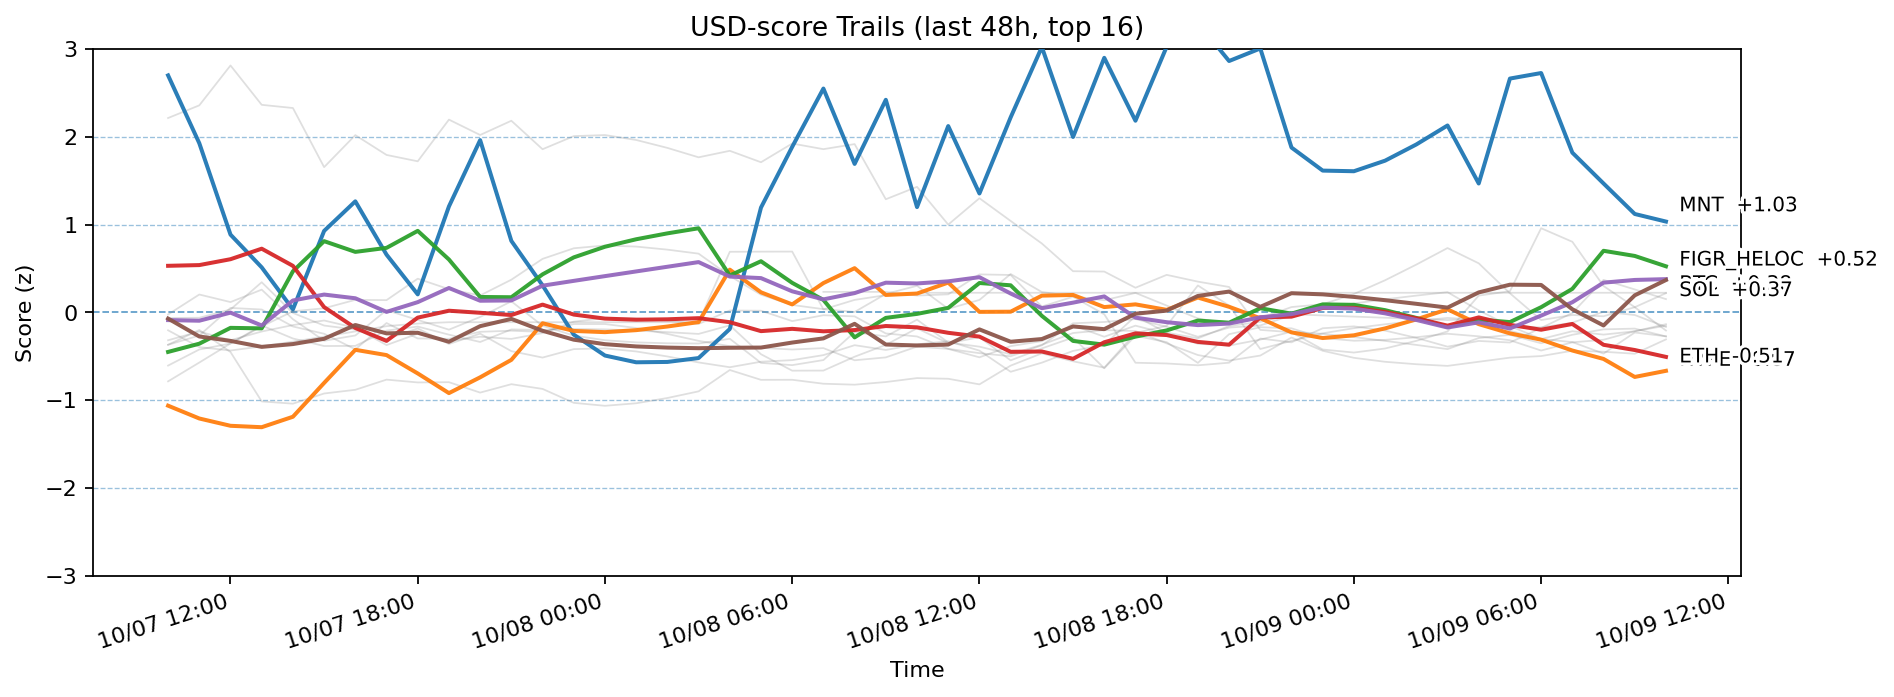 USD-score Trails (last 48h, top 16)
Score (z)
3
2
1
0
−1
−2
−3
MNT +1.03
FIGR_HELOC +0.52
SOL +0.37
10/07 12:00
10/07 18:00
10/08 00:00
10/08 06:00
10/08 12:00
10/08 18:00
10/09 00:00
10/09 06:00
10/09 12:00
Time